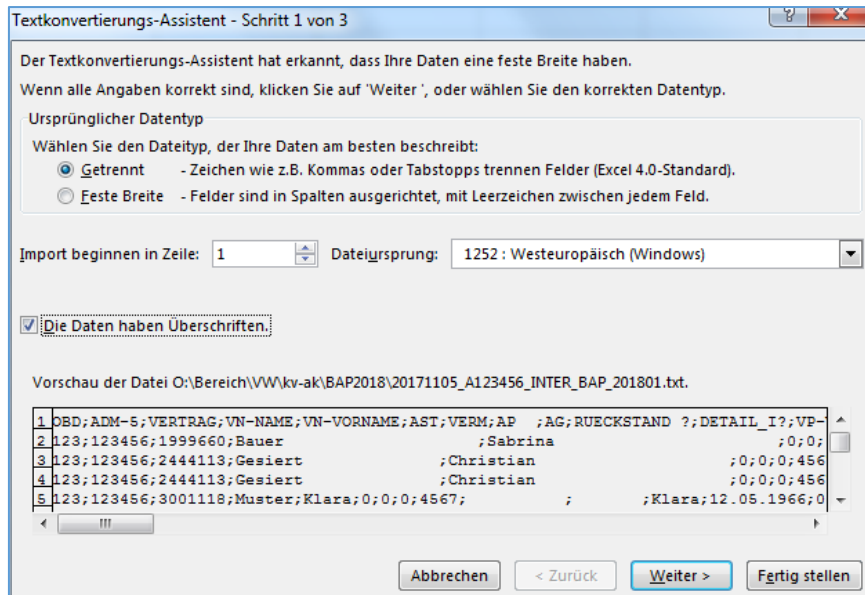 Textkonvertierungs-Assistent - Schritt 1 von 3
Der Textkonvertierungs-Assistent hat erkannt, dass Ihre Daten eine feste Breite haben.
Wenn alle Angaben korrekt sind, klicken Sie auf 'Weiter ', oder wählen Sie den korrekten Datentyp.
Ursprünglicher Datentyp
Wählen Sie den Dateityp, der Ihre Daten am besten beschreibt:
Getrennt - Zeichen wie z.B. Kommas oder Tabstopps trennen Felder (Excel 4.0-Standard).
Feste Breite - Felder sind in Spalten ausgerichtet, mit Leerzeichen zwischen jedem Feld.
Import beginnen in Zeile: 1 Dateiursprung: 1252 : Westeuropäisch (Windows)
Die Daten haben Überschriften.
Vorschau der Datei O:\Bereich\VW\kv-ak\BAP2018\20171105_A123456_INTER_BAP_201801.txt.
1 OBD;ADM-5;VERTRAG;VN-NAME;VN-VORNAME;AST;VERM;AP ;AG;RUECKSTAND ?;DETAIL_I?;VP-
2 123;123456;1999660;Bauer ;Sabrina ;0;0;
3 123;123456;2444113;Gesiert ;Christian ;0;0;0;456
4 123;123456;2444113;Gesiert ;Christian ;0;0;0;456
5 123;123456;3001118;Muster;Klara;0;0;0;4567; ; ;Klara;12.05.1966;0
Abbrechen < Zurück Weiter > Fertig stellen